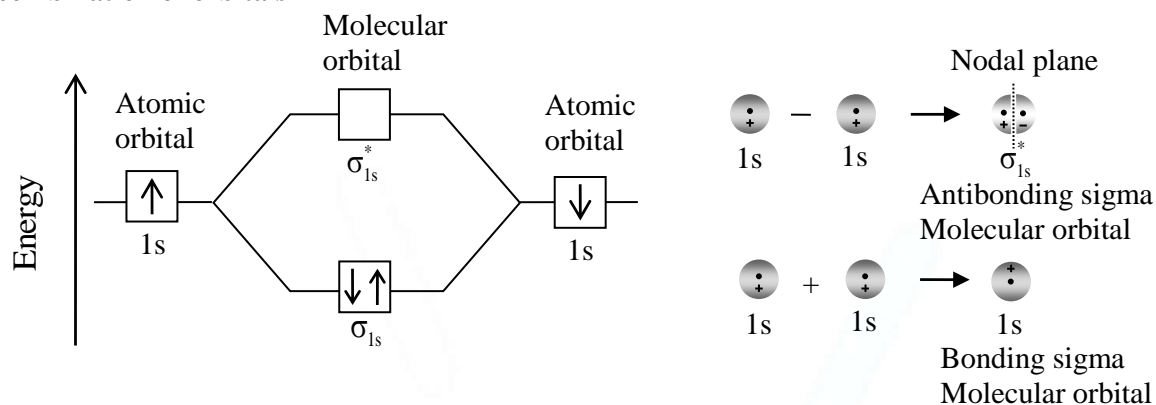 Molecular
orbital
Atomic
orbital
Atomic
orbital
σ*1s
1s
1s
σ1s
Energy
Nodal plane
+ − + → + −
1s 1s σ*1s
Antibonding sigma
Molecular orbital
+ + + → +
1s 1s 1s
Bonding sigma
Molecular orbital